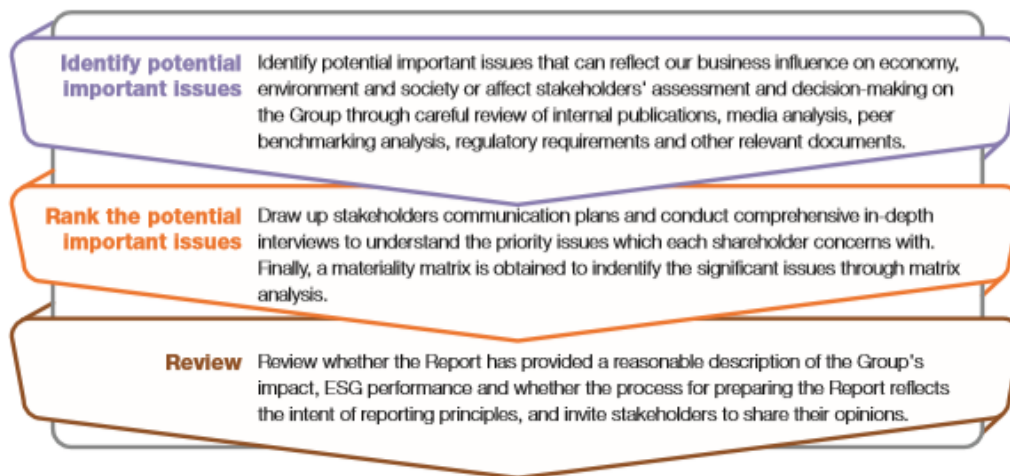 Identify potential
important issues
Identify potential important issues that can reflect our business influence on economy,
environment and society or affect stakeholders' assessment and decision-making on
the Group through careful review of internal publications, media analysis, peer
benchmarking analysis, regulatory requirements and other relevant documents.
Rank the potential
important issues
Draw up stakeholders communication plans and conduct comprehensive in-depth
interviews to understand the priority issues which each shareholder concerns with.
Finally, a materiality matrix is obtained to indentify the significant issues through matrix
analysis.
Review
Review whether the Report has provided a reasonable description of the Group's
impact, ESG performance and whether the process for preparing the Report reflects
the intent of reporting principles, and invite stakeholders to share their opinions.